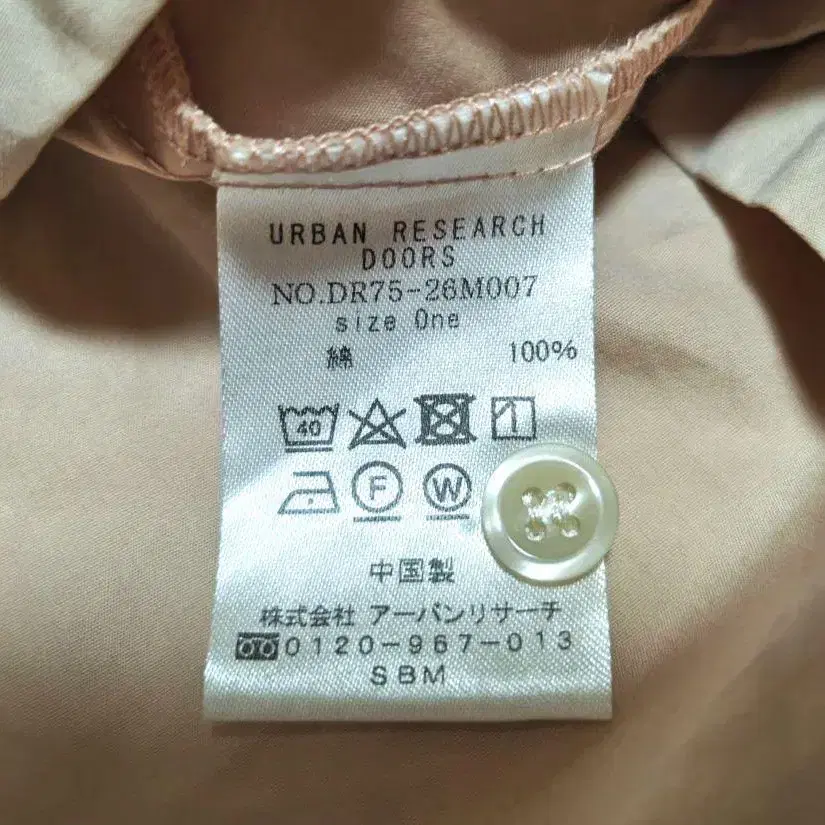 URBAN RESEARCH
DOORS
NO.DR75-26M007
size One
綿 100%
40
F W
中国製
株式会社 アーバンリサーチ
0120-967-013
SBM